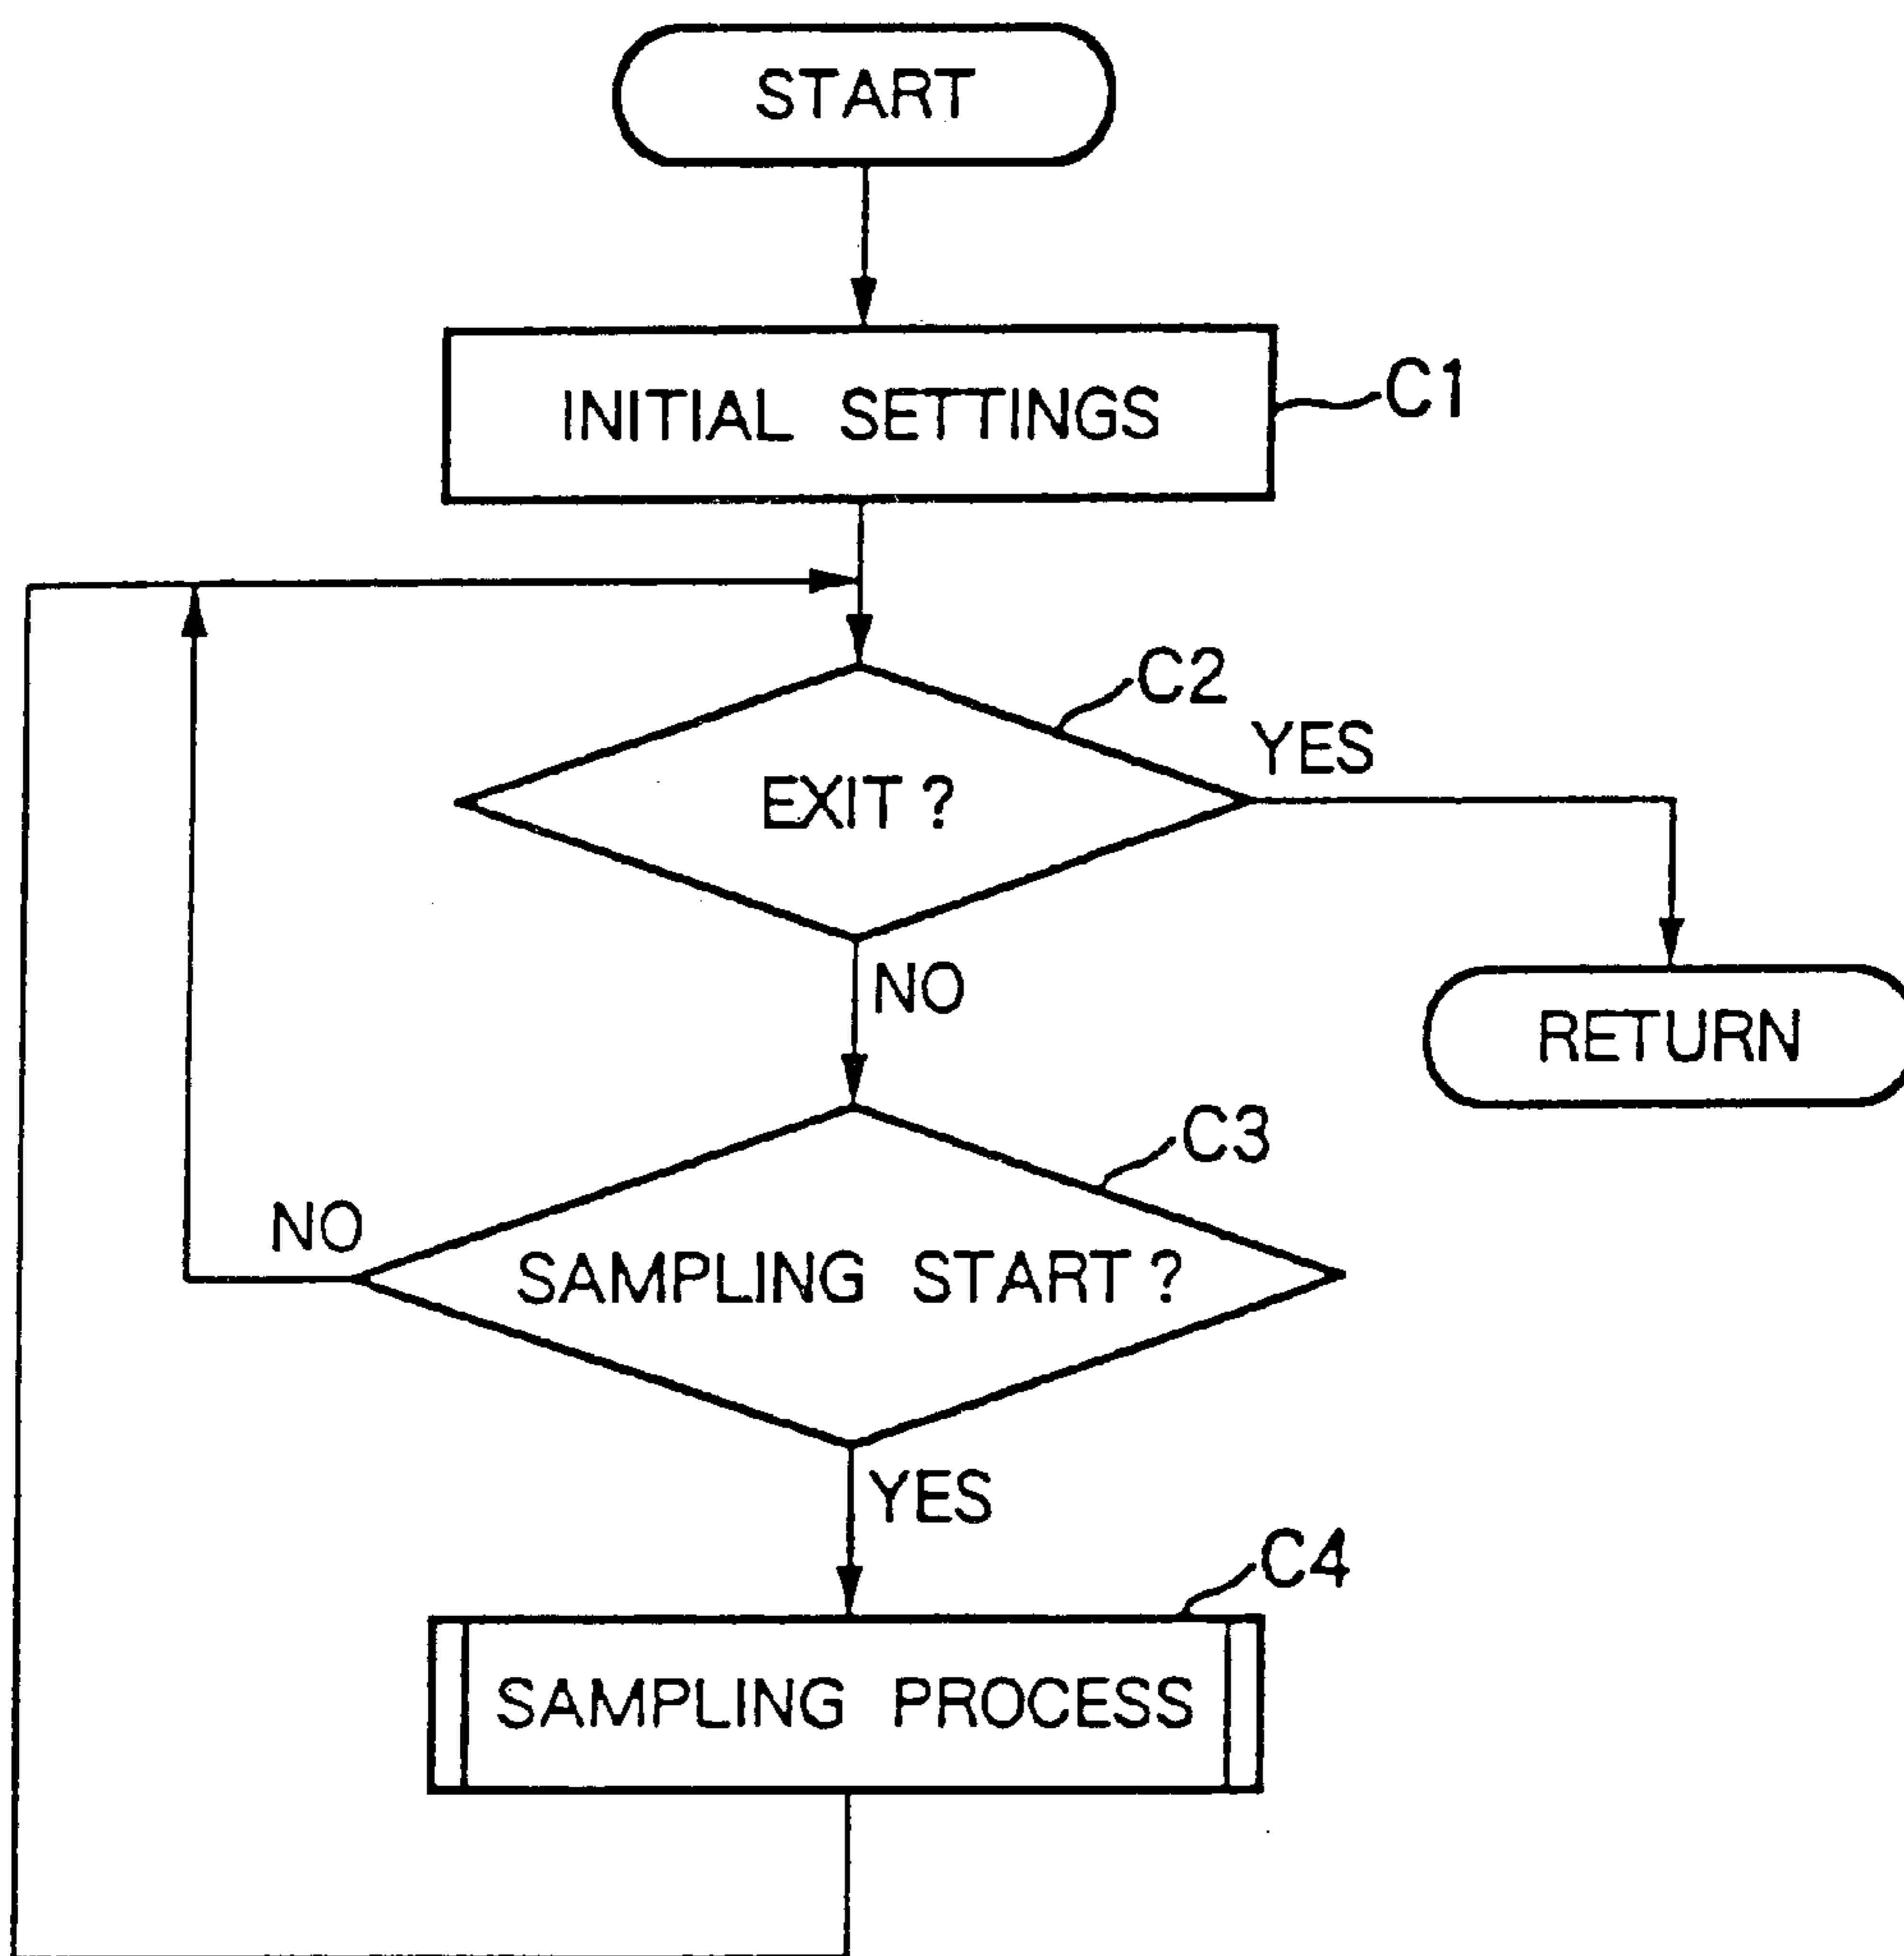 START
INITIAL SETTINGS
C1
C2
YES
EXIT ?
NO
RETURN
C3
NO
SAMPLING START ?
YES
C4
SAMPLING PROCESS